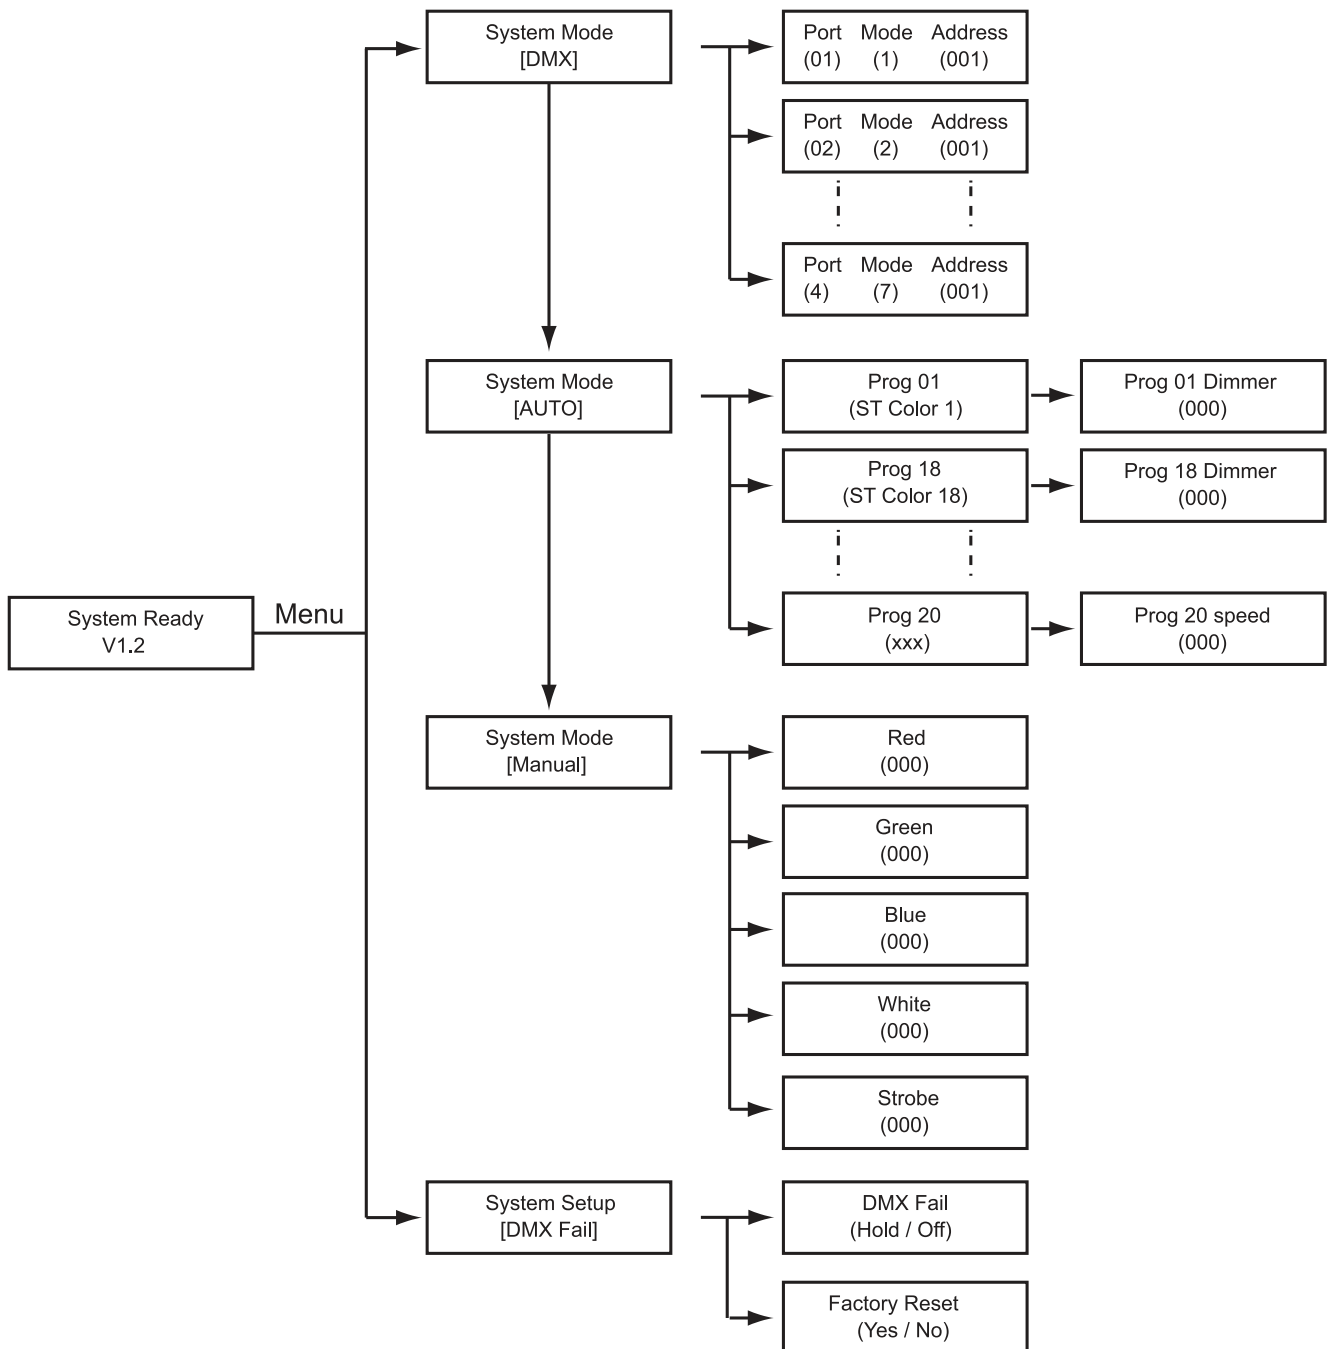 System Mode
[DMX]
Port Mode Address
(01) (1) (001)
Port Mode Address
(02) (2) (001)
Port Mode Address
(4) (7) (001)
System Mode
[AUTO]
Prog 01
(ST Color 1)
Prog 01 Dimmer
(000)
Prog 18
(ST Color 18)
Prog 18 Dimmer
(000)
System Ready
V1.2
Menu
Prog 20
(xxx)
Prog 20 speed
(000)
System Mode
[Manual]
Red
(000)
Green
(000)
Blue
(000)
White
(000)
Strobe
(000)
System Setup
[DMX Fail]
DMX Fail
(Hold / Off)
Factory Reset
(Yes / No)